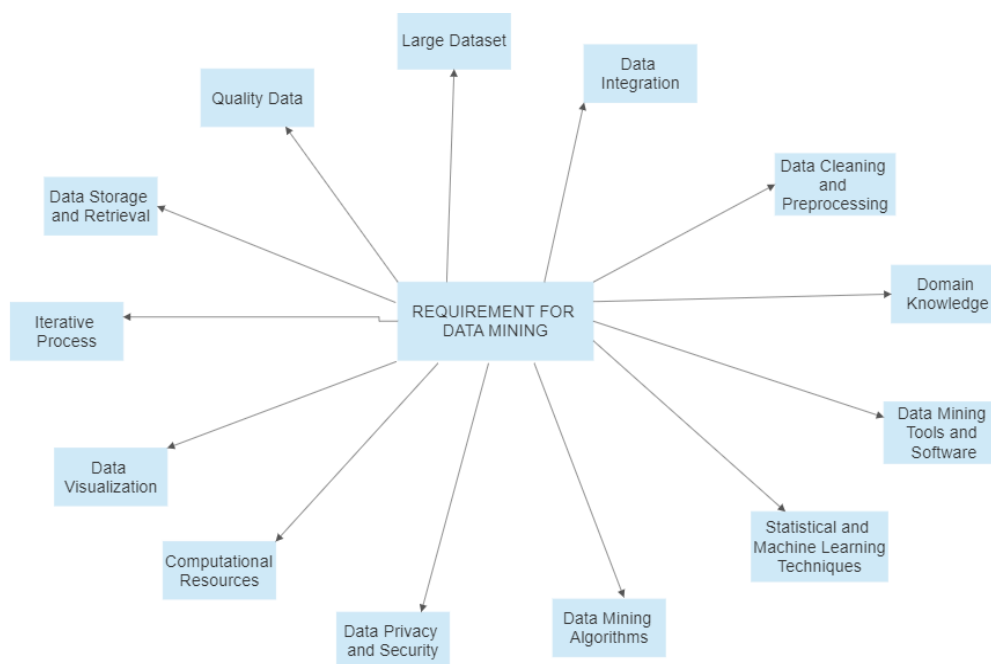 Large Dataset
Data
Integration
Quality Data
Data Cleaning
and
Preprocessing
Data Storage
and Retrieval
Domain
Knowledge
REQUIREMENT FOR
DATA MINING
Iterative
Process
Data Mining
Tools and
Software
Data
Visualization
Statistical and
Machine Learning
Techniques
Computational
Resources
Data Mining
Algorithms
Data Privacy
and Security